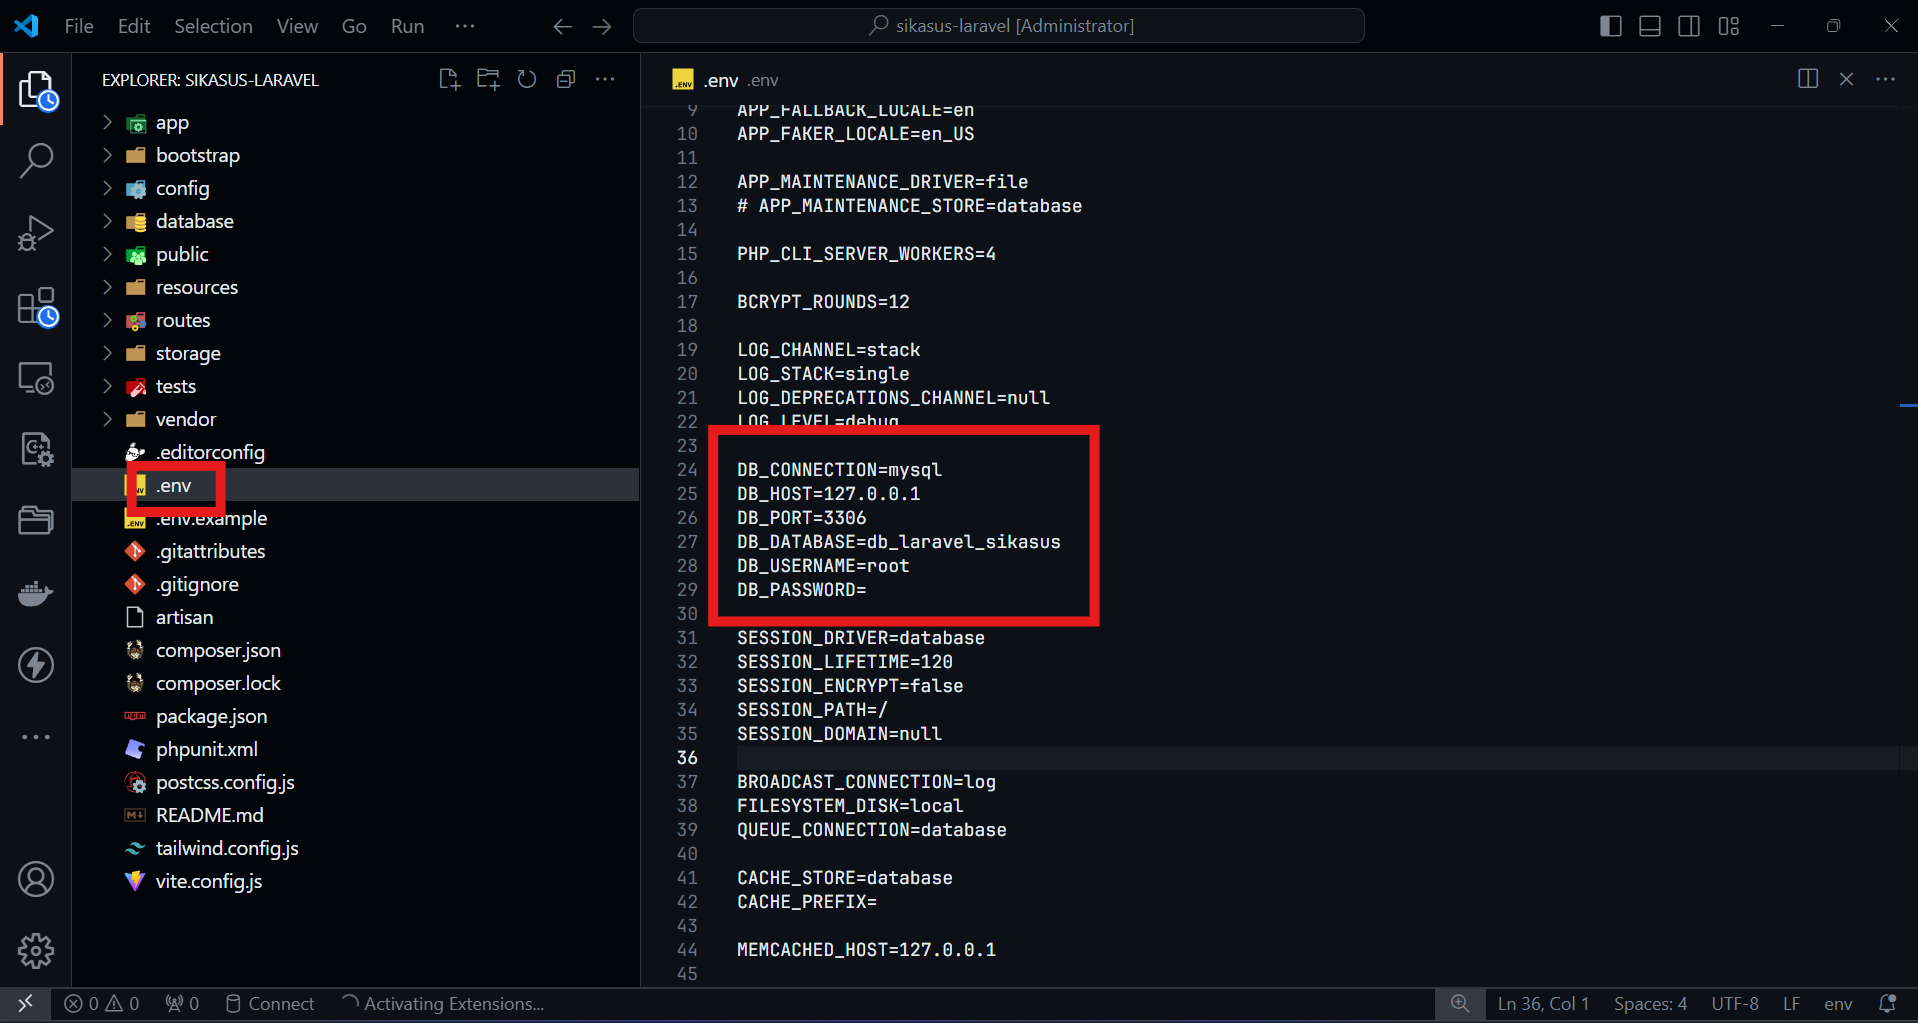 File Edit Selection View Go Run ···
sikasus-laravel [Administrator]
EXPLORER: SIKASUS-LARAVEL
app
bootstrap
config
database
public
resources
routes
storage
tests
vendor
.editorconfig
.env
.env.example
.gitattributes
.gitignore
artisan
composer.json
composer.lock
package.json
phpunit.xml
postcss.config.js
README.md
tailwind.config.js
vite.config.js
.env .env
9 APP_FALLBACK_LOCALE=en
10 APP_FAKER_LOCALE=en_US
11
12 APP_MAINTENANCE_DRIVER=file
13 # APP_MAINTENANCE_STORE=database
14
15 PHP_CLI_SERVER_WORKERS=4
16
17 BCRYPT_ROUNDS=12
18
19 LOG_CHANNEL=stack
20 LOG_STACK=single
21 LOG_DEPRECATIONS_CHANNEL=null
22 LOG_LEVEL=debug
23
24 DB_CONNECTION=mysql
25 DB_HOST=127.0.0.1
26 DB_PORT=3306
27 DB_DATABASE=db_laravel_sikasus
28 DB_USERNAME=root
29 DB_PASSWORD=
30
31 SESSION_DRIVER=database
32 SESSION_LIFETIME=120
33 SESSION_ENCRYPT=false
34 SESSION_PATH=/
35 SESSION_DOMAIN=null
36
37 BROADCAST_CONNECTION=log
38 FILESYSTEM_DISK=local
39 QUEUE_CONNECTION=database
40
41 CACHE_STORE=database
42 CACHE_PREFIX=
43
44 MEMCACHED_HOST=127.0.0.1
45
0 0 0 Connect Activating Extensions... Ln 36, Col 1 Spaces: 4 UTF-8 LF env